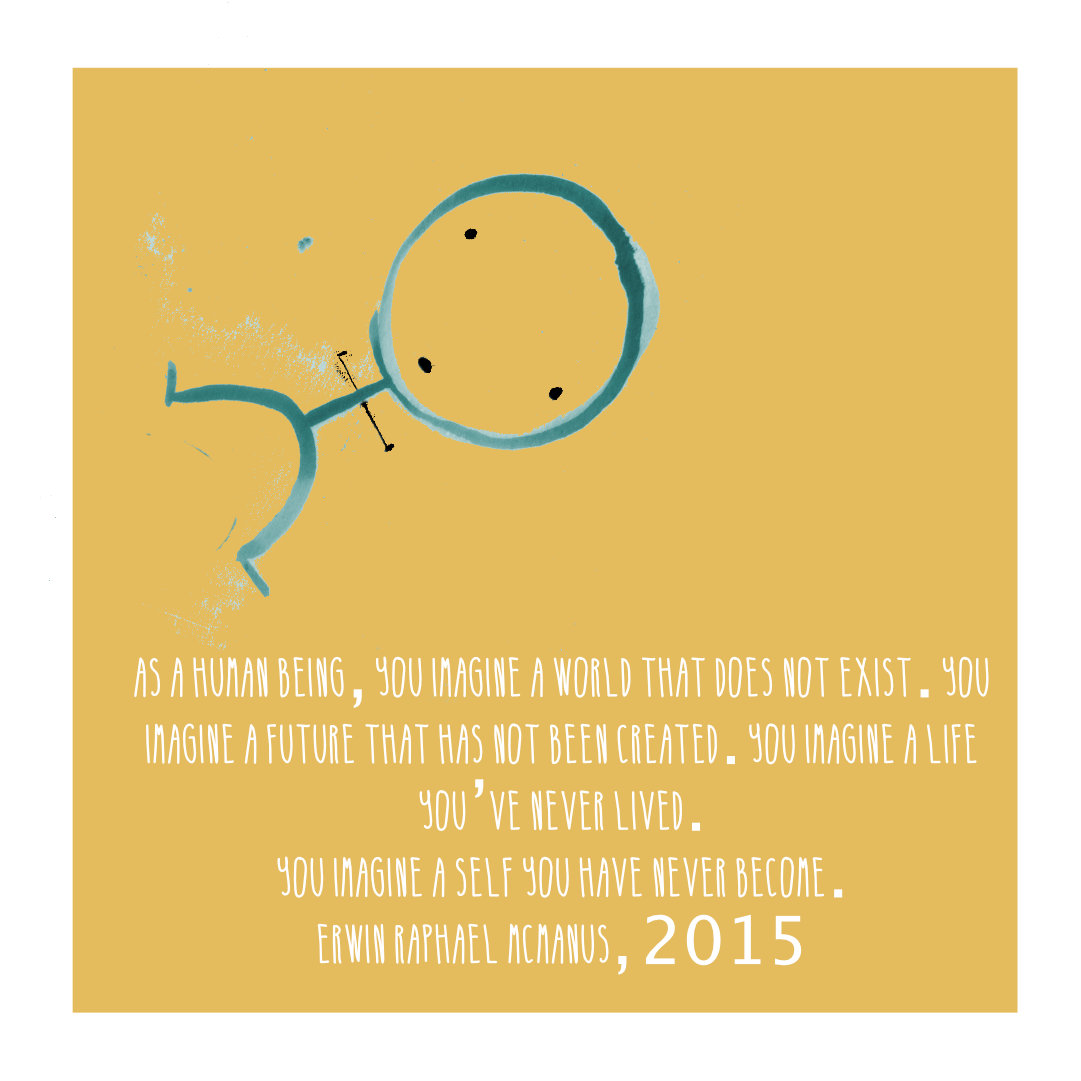 AS A HUMAN BEING, YOU IMAGINE A WORLD THAT DOES NOT EXIST. YOU
IMAGINE A FUTURE THAT HAS NOT BEEN CREATED. YOU IMAGINE A LIFE
YOU'VE NEVER LIVED.
YOU IMAGINE A SELF YOU HAVE NEVER BECOME.
ERWIN RAPHAEL MCMANUS, 2015